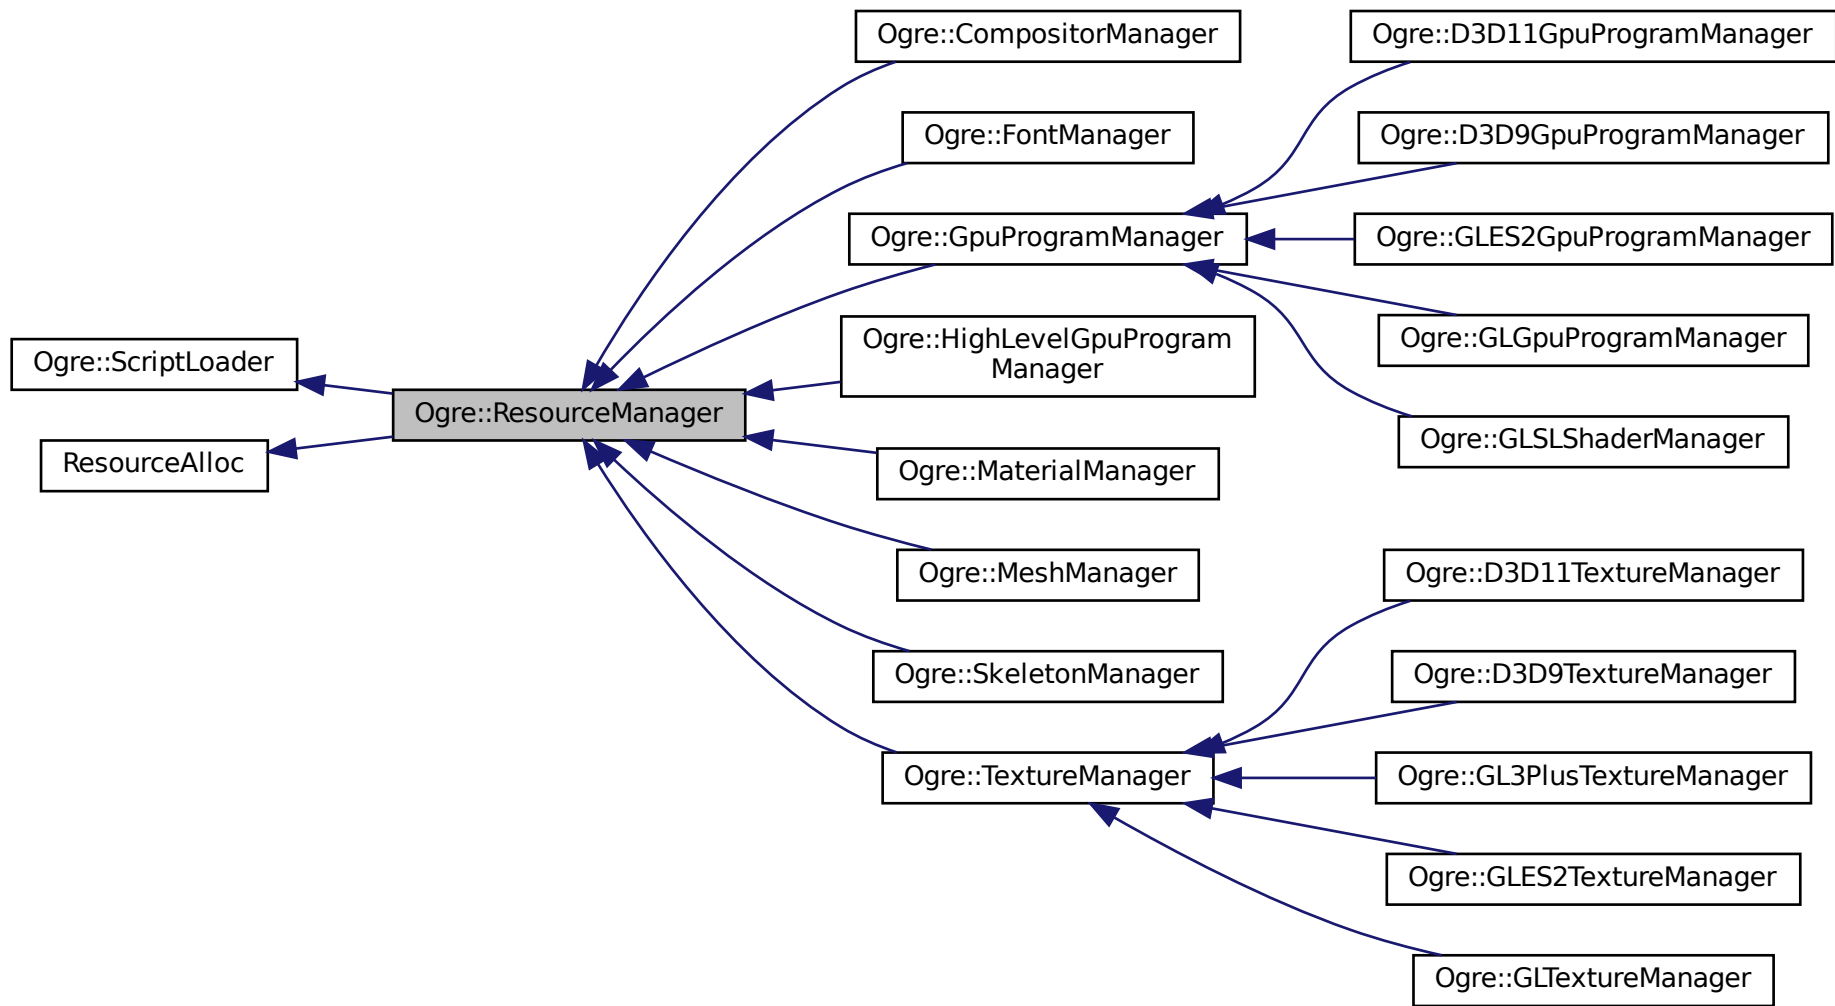 Ogre::ScriptLoader
ResourceAlloc
Ogre::ResourceManager
Ogre::CompositorManager
Ogre::FontManager
Ogre::GpuProgramManager
Ogre::HighLevelGpuProgram
Manager
Ogre::MaterialManager
Ogre::MeshManager
Ogre::SkeletonManager
Ogre::TextureManager
Ogre::D3D11GpuProgramManager
Ogre::D3D9GpuProgramManager
Ogre::GLES2GpuProgramManager
Ogre::GLGpuProgramManager
Ogre::GLSLShaderManager
Ogre::D3D11TextureManager
Ogre::D3D9TextureManager
Ogre::GL3PlusTextureManager
Ogre::GLES2TextureManager
Ogre::GLTextureManager